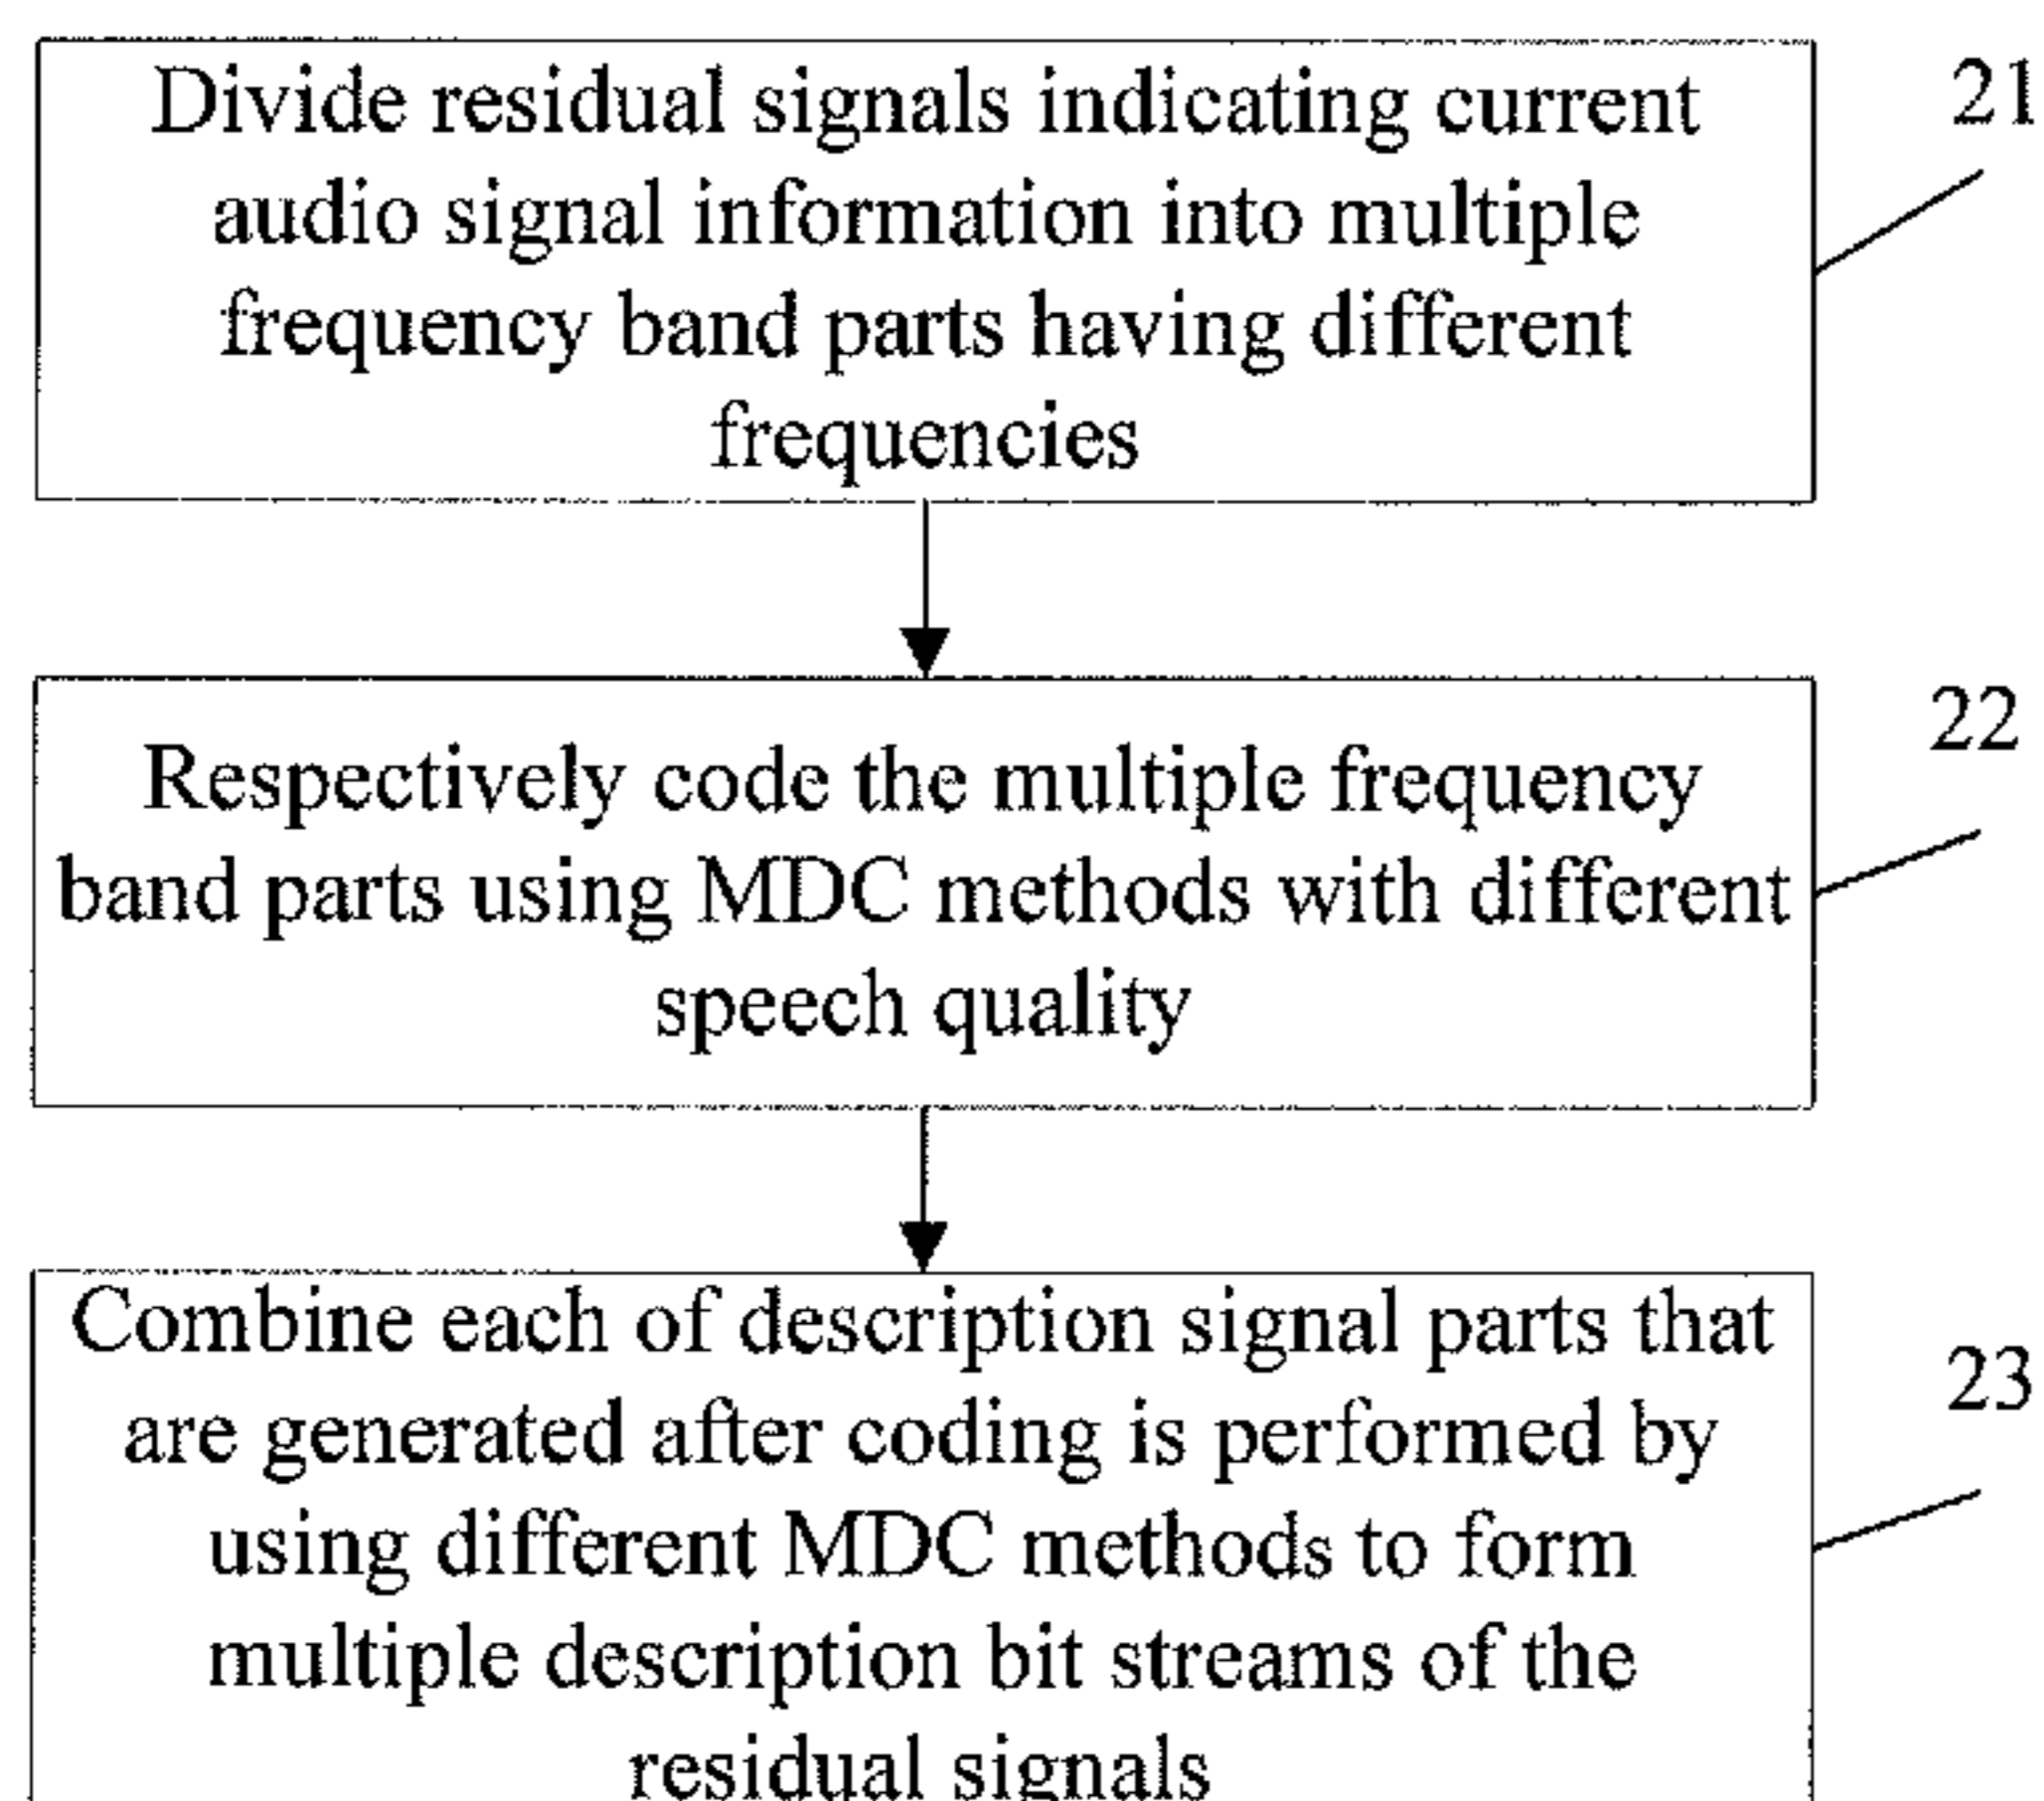 Divide residual signals indicating current
audio signal information into multiple
frequency band parts having different
frequencies
21
Respectively code the multiple frequency
band parts using MDC methods with different
speech quality
22
Combine each of description signal parts that
are generated after coding is performed by
using different MDC methods to form
multiple description bit streams of the
residual signals
23